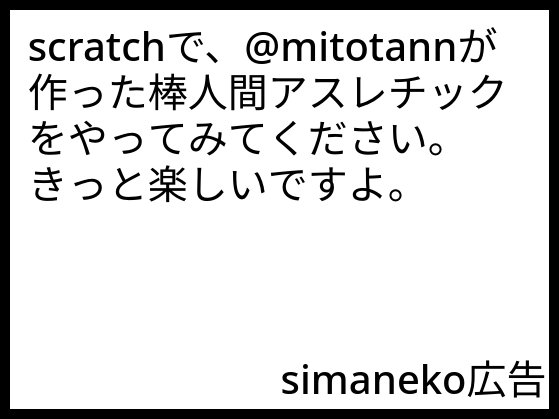 scratchで、@mitotannが
作った棒人間アスレチック
をやってみてください。
きっと楽しいですよ。
simaneko広告